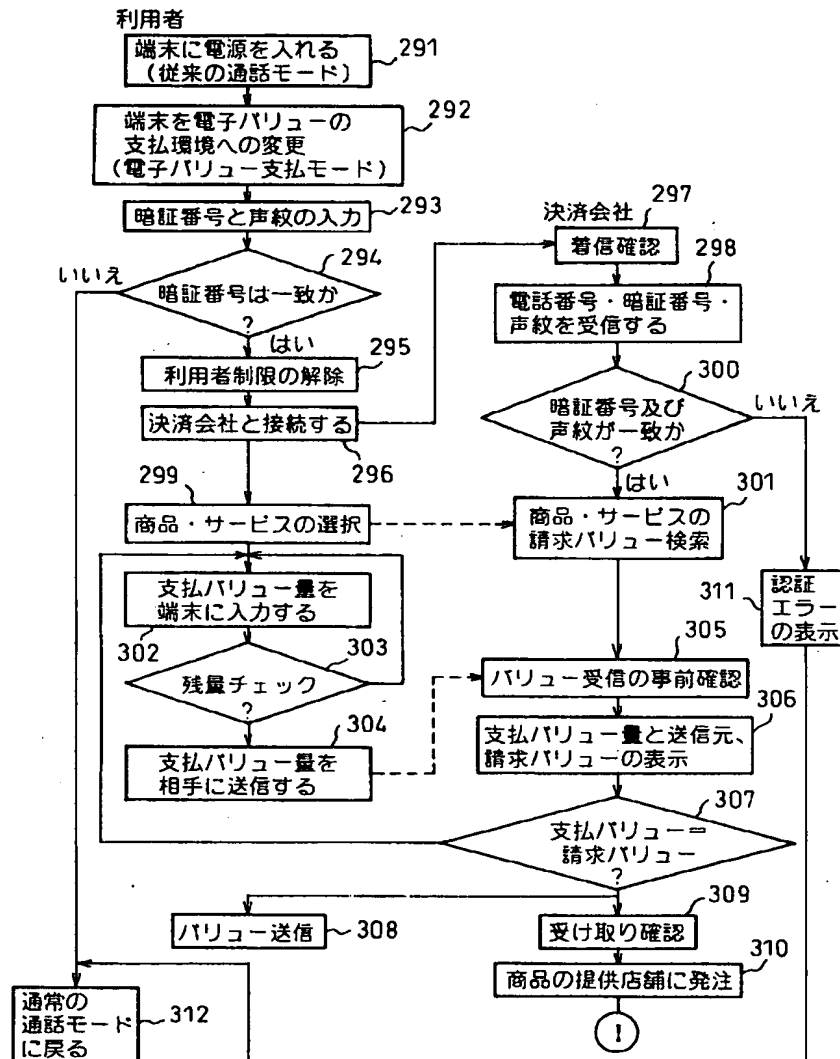 利用者
端末に電源を入れる
(従来の通話モード)
291
端末を電子バリューの
支払環境への変更
(電子バリュー支払モード)
292
暗証番号と声紋の入力
293
暗証番号は一致か
?
294
いいえ
はい
利用者制限の解除
295
決済会社と接続する
296
決済会社
297
着信確認
298
電話番号・暗証番号・
声紋を受信する
300
暗証番号及び
声紋が一致か
?
いいえ
はい
299
商品・サービスの選択
301
商品・サービスの
請求バリュー検索
支払バリュー量を
端末に入力する
302
303
残量チェック
?
304
支払バリュー量を
相手に送信する
311
認証
エラー
の表示
305
バリュー受信の事前確認
306
支払バリュー量と送信元、
請求バリューの表示
307
支払バリュー=
請求バリュー
?
バリュー送信
308
309
受け取り確認
310
商品の提供店舗に発注
!
通常の
通話モード
に戻る
312